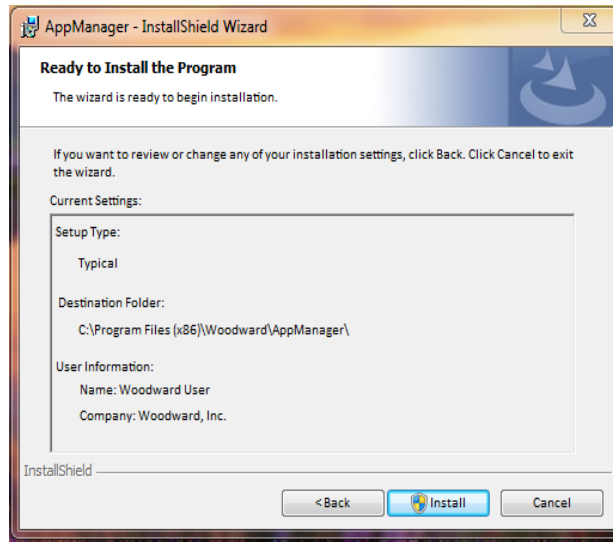 AppManager - InstallShield Wizard
Ready to Install the Program
The wizard is ready to begin installation.
If you want to review or change any of your installation settings, click Back. Click Cancel to exit
the wizard.
Current Settings:
Setup Type:
Typical
Destination Folder:
C:\Program Files (x86)\Woodward\AppManager\
User Information:
Name: Woodward User
Company: Woodward, Inc.
InstallShield
< Back
Install
Cancel